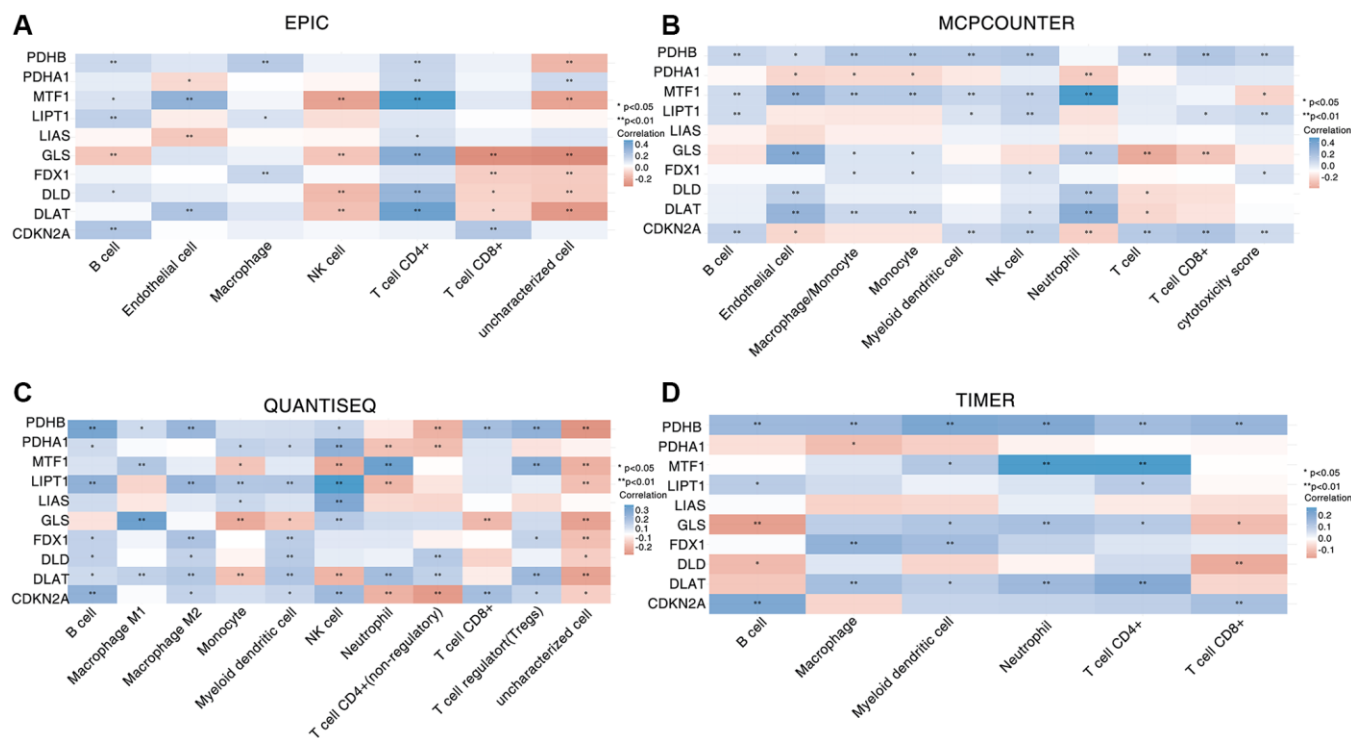 A
EPIC
PDHB
PDHA1
MTF1
LIPT1
LIAS
GLS
FDX1
DLD
DLAT
CDKN2A
B cell
Endothelial cell
Macrophage
NK cell
T cell CD4+
T cell CD8+
uncharacterized cell
* p<0.05
**p<0.01
Correlation
0.4
0.2
0.0
-0.2
B
MCPCOUNTER
PDHB
PDHA1
MTF1
LIPT1
LIAS
GLS
FDX1
DLD
DLAT
CDKN2A
B cell
Endothelial cell
Macrophage/Monocyte
Monocyte
Myeloid dendritic cell
NK cell
Neutrophil
T cell
T cell CD8+
cytotoxicity score
* p<0.05
**p<0.01
Correlation
0.4
0.2
0.0
-0.2
C
QUANTISEQ
PDHB
PDHA1
MTF1
LIPT1
LIAS
GLS
FDX1
DLD
DLAT
CDKN2A
B cell
Macrophage M1
Macrophage M2
Monocyte
Myeloid dendritic cell
NK cell
Neutrophil
T cell CD4+(non-regulatory)
T cell CD8+
T cell regulatort(Tregs)
uncharacterized cell
* p<0.05
**p<0.01
Correlation
0.3
0.2
0.1
0.0
-0.1
-0.2
D
TIMER
PDHB
PDHA1
MTF1
LIPT1
LIAS
GLS
FDX1
DLD
DLAT
CDKN2A
B cell
Macrophage
Myeloid dendritic cell
Neutrophil
T cell CD4+
T cell CD8+
* p<0.05
**p<0.01
Correlation
0.2
0.1
0.0
-0.1